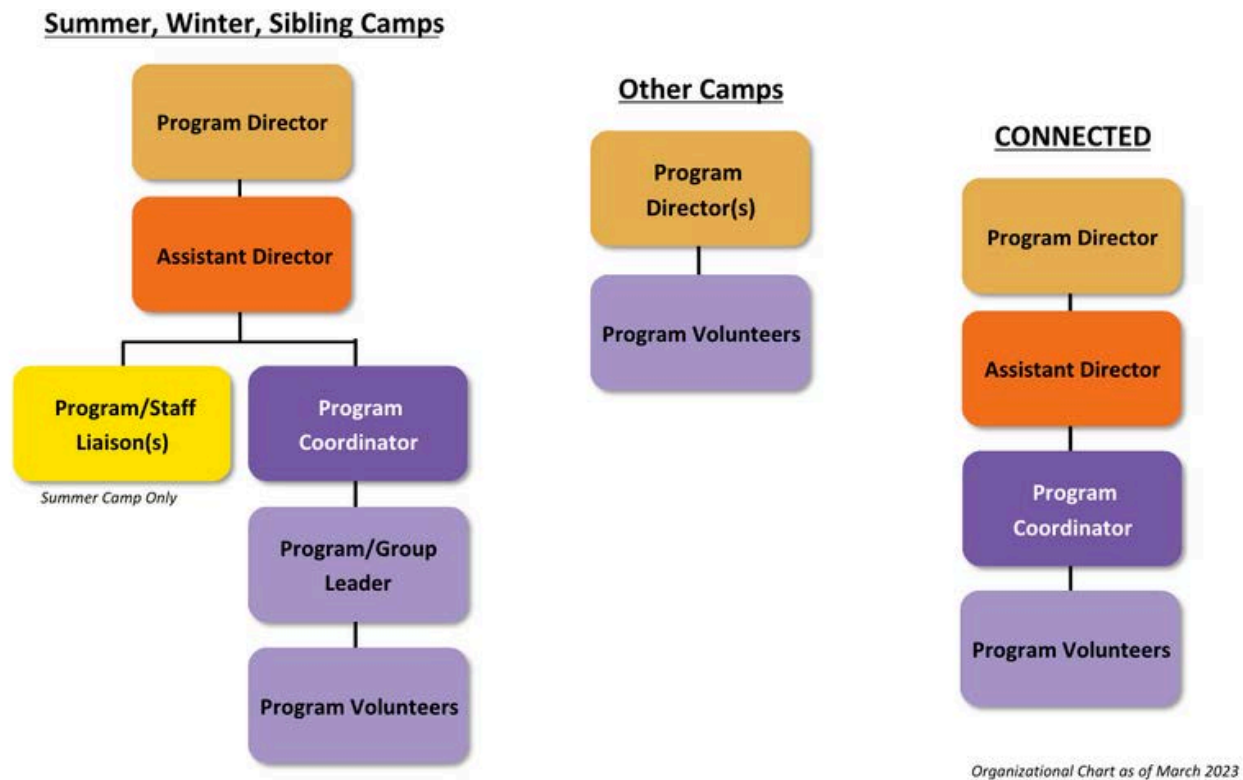 Summer, Winter, Sibling Camps
Program Director
Assistant Director
Program/Staff
Liaison(s)
Summer Camp Only
Program
Coordinator
Program/Group
Leader
Program Volunteers
Other Camps
Program
Director(s)
Program Volunteers
CONNECTED
Program Director
Assistant Director
Program
Coordinator
Program Volunteers
Organizational Chart as of March 2023